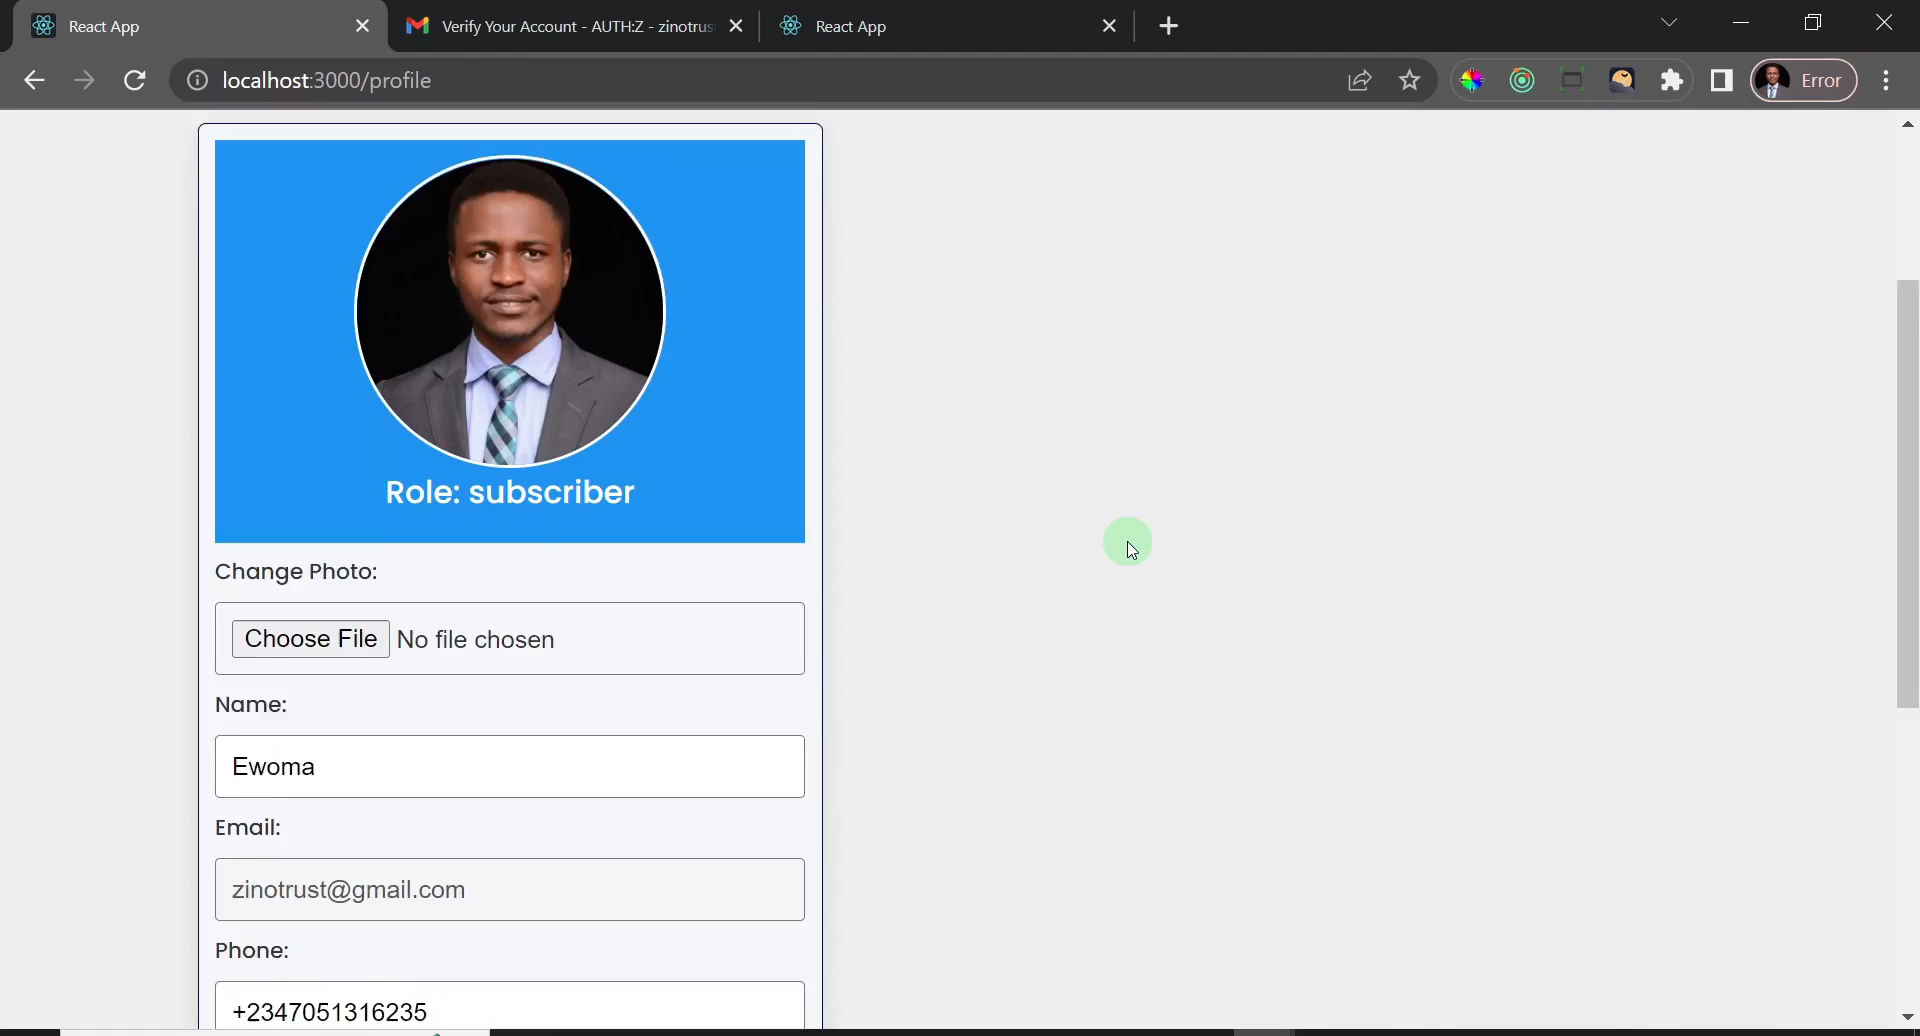 React App
Verify Your Account - AUTH:Z - zinotrus
React App
localhost:3000/profile
Error
Role: subscriber
Change Photo:
Choose File No file chosen
Name:
Ewoma
Email:
zinotrust@gmail.com
Phone:
+2347051316235